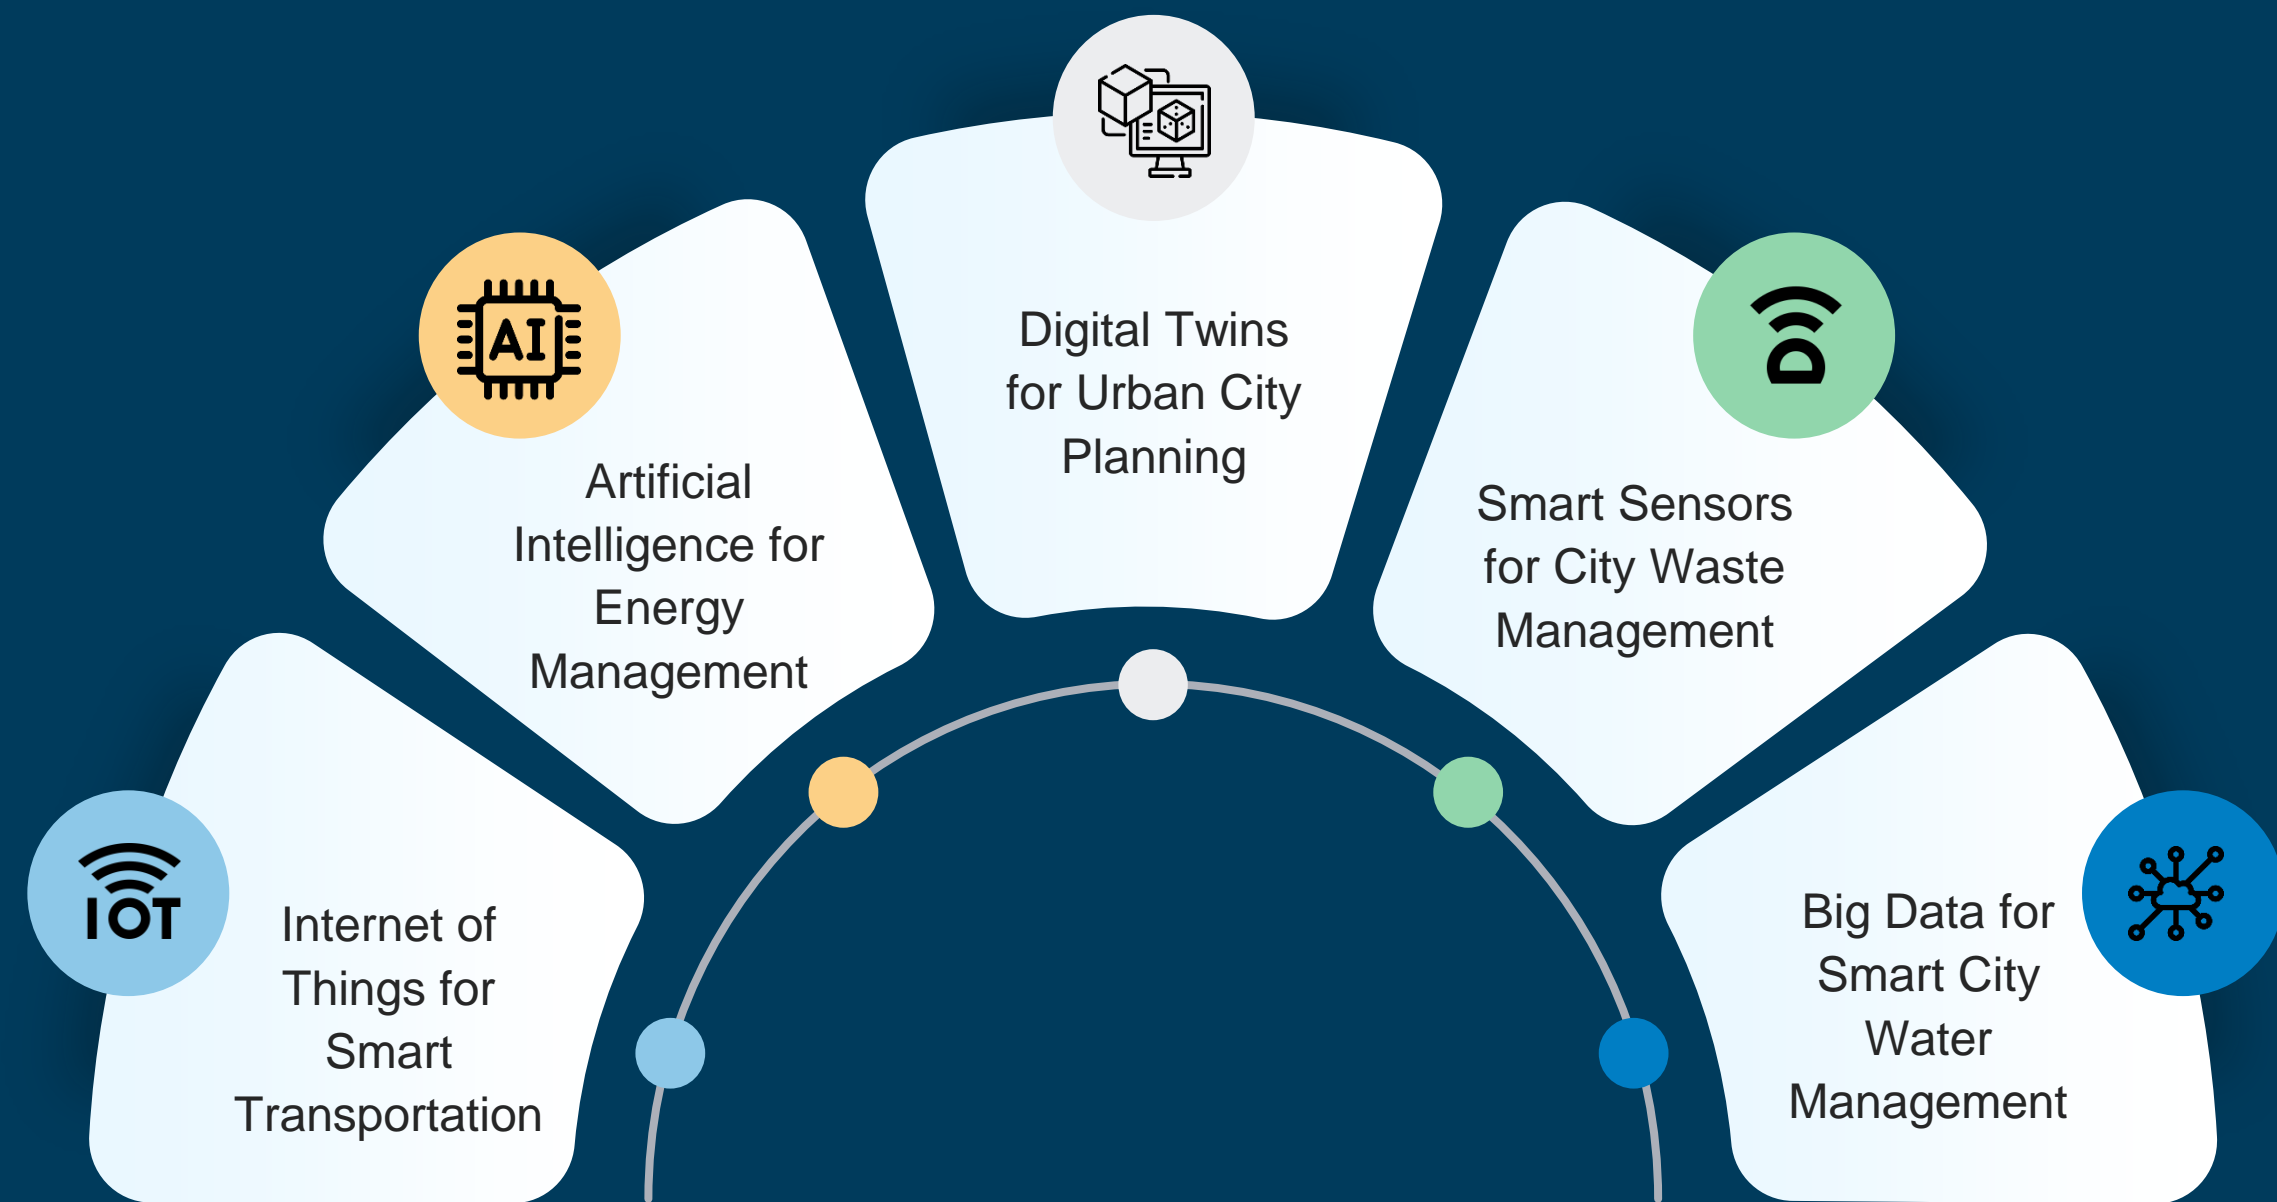 IOT
Internet of
Things for
Smart
Transportation
AI
Artificial
Intelligence for
Energy
Management
Digital Twins
for Urban City
Planning
Smart Sensors
for City Waste
Management
Big Data for
Smart City
Water
Management